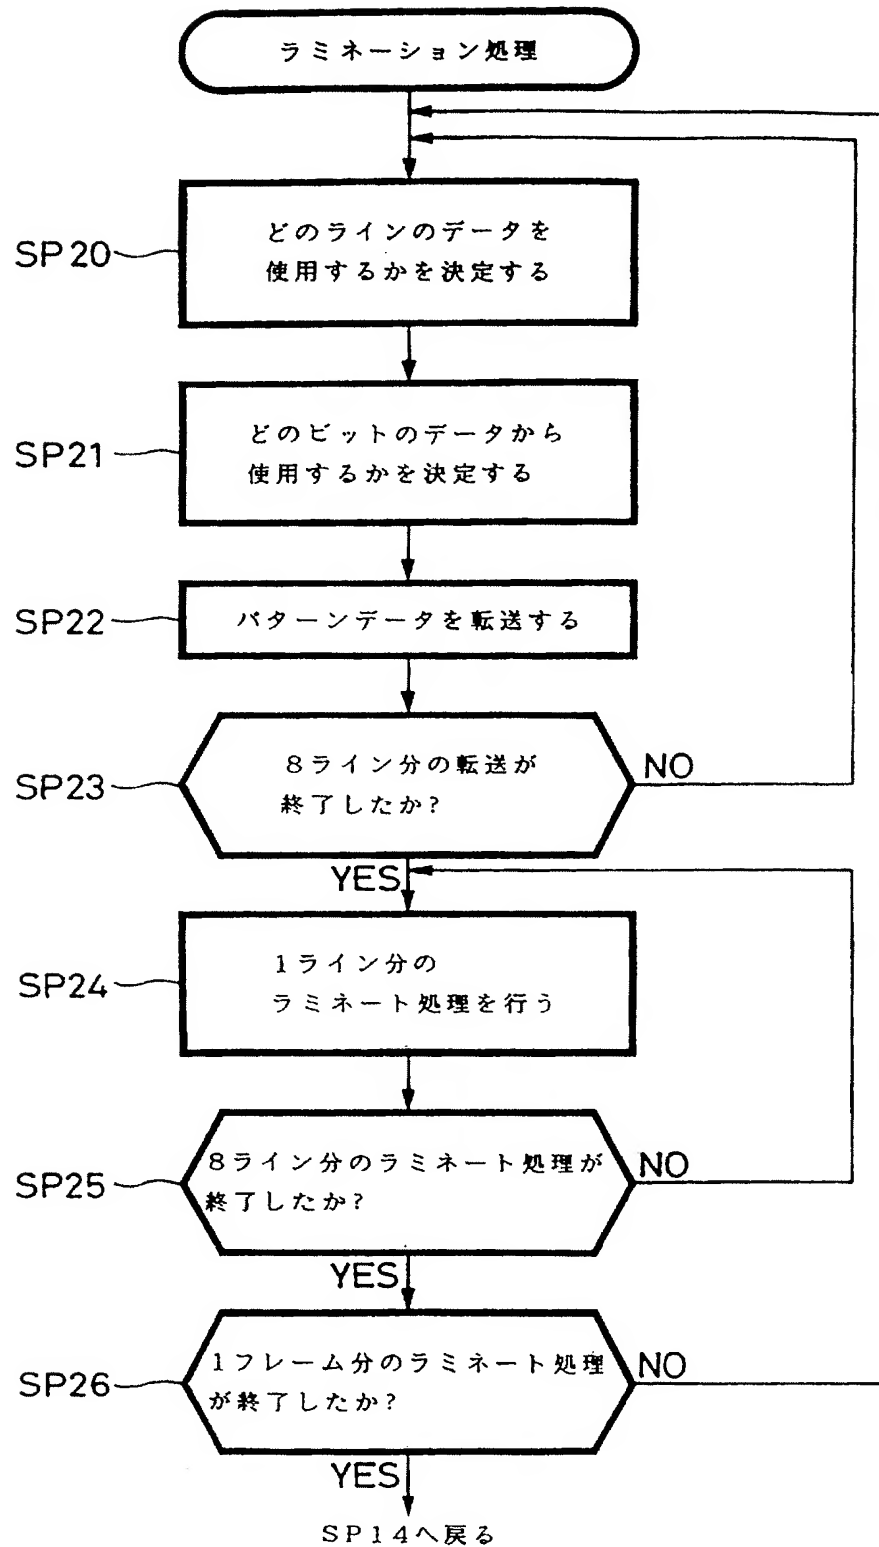 ラミネーション処理
SP20
どのラインのデータを
使用するかを決定する
SP21
どのビットのデータから
使用するかを決定する
SP22
パターンデータを転送する
SP23
8ライン分の転送が
終了したか?
NO
YES
SP24
1ライン分の
ラミネート処理を行う
SP25
8ライン分のラミネート処理が
終了したか?
NO
YES
SP26
1フレーム分のラミネート処理
が終了したか?
NO
YES
SP14へ戻る